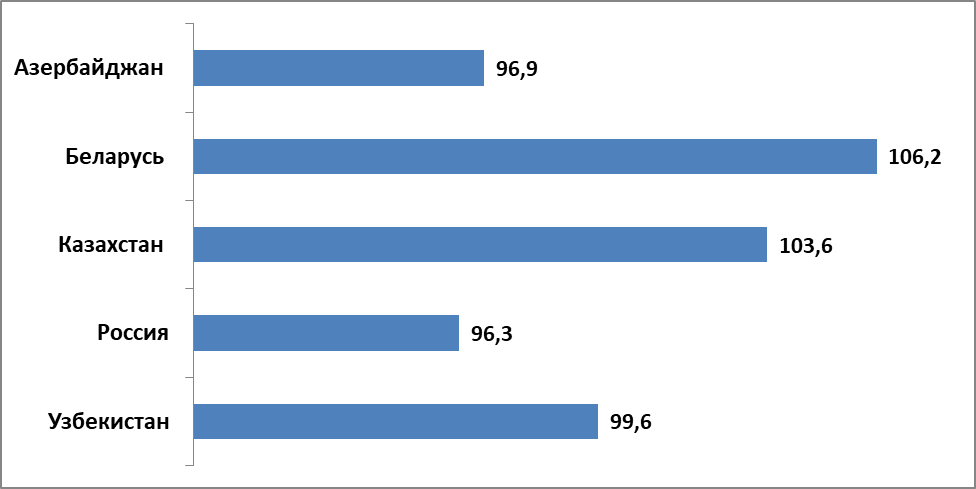 Азербайджан 96,9
Беларусь 106,2
Казахстан 103,6
Россия 96,3
Узбекистан 99,6